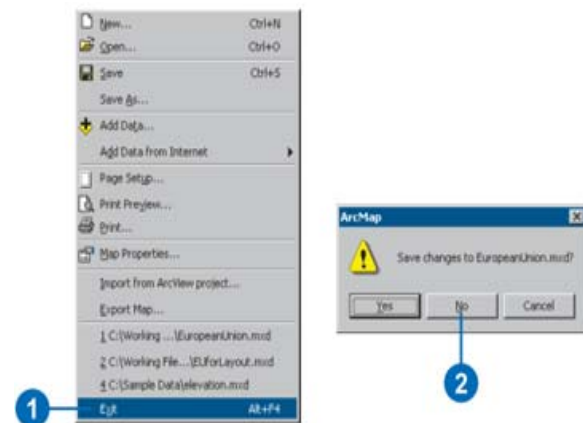 New... Ctrl+N
Open... Ctrl+O
Save Ctrl+S
Save As...
Add Data...
Add Data from Internet
Page Setup...
Print Preview...
Print...
Map Properties...
Import from ArcView project...
Export Map...
1 C:\Working ...\EuropeanUnion.mxd
2 C:\Working File...\EUForLayout.mxd
4 C:\Sample Data\elevation.mxd
1
Exit Alt+F4
ArcMap
Save changes to EuropeanUnion.mxd?
Yes No Cancel
2